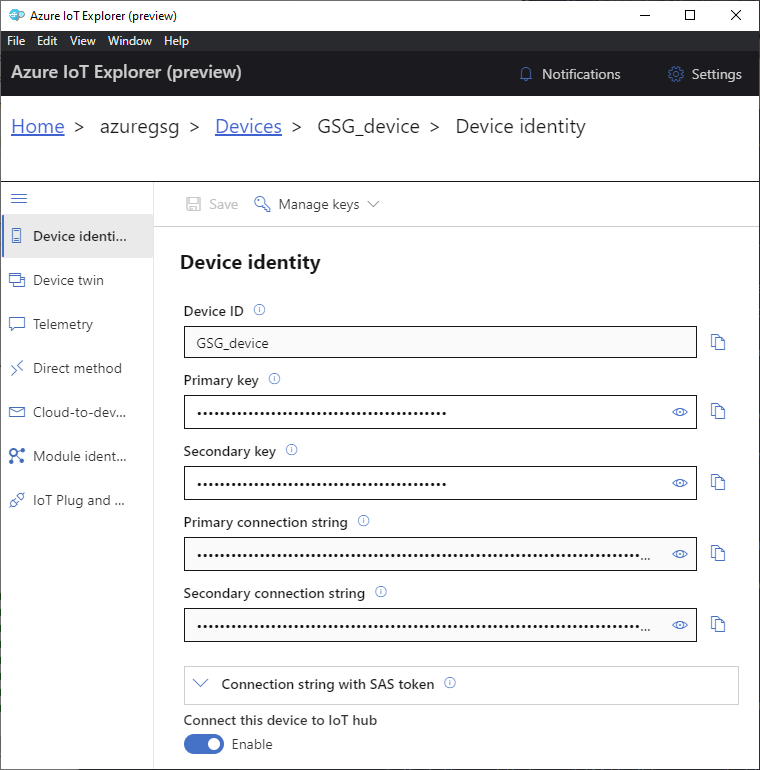 Azure IoT Explorer (preview)
File Edit View Window Help
Azure IoT Explorer (preview) Notifications Settings
Home > azuregsg > Devices > GSG_device > Device identity
Save Manage keys
Device identi...
Device twin
Telemetry
Direct method
Cloud-to-dev...
Module ident...
IoT Plug and ...
Device identity
Device ID
GSG_device
Primary key
••••••••••••••••••••••••••••••••••••••••••••
Secondary key
••••••••••••••••••••••••••••••••••••••••••••
Primary connection string
••••••••••••••••••••••••••••••••••••••••••••••••••••••••••••••••••••••••••••••...
Secondary connection string
••••••••••••••••••••••••••••••••••••••••••••••••••••••••••••••••••••••••••••••...
Connection string with SAS token
Connect this device to IoT hub
Enable